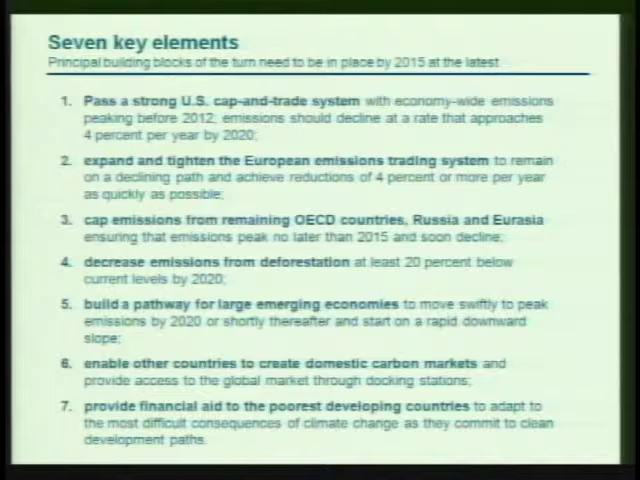 Seven key elements
Principal building blocks of the turn need to be in place by 2015 at the latest
1. Pass a strong U.S. cap-and-trade system with economy-wide emissions
peaking before 2012; emissions should decline at a rate that approaches
4 percent per year by 2020;
2. expand and tighten the European emissions trading system to remain
on a declining path and achieve reductions of 4 percent or more per year
as quickly as possible;
3. cap emissions from remaining OECD countries, Russia and Eurasia
ensuring that emissions peak no later than 2015 and soon decline;
4. decrease emissions from deforestation at least 20 percent below
current levels by 2020;
5. build a pathway for large emerging economies to move swiftly to peak
emissions by 2020 or shortly thereafter and start on a rapid downward
slope;
6. enable other countries to create domestic carbon markets and
provide access to the global market through docking stations;
7. provide financial aid to the poorest developing countries to adapt to
the most difficult consequences of climate change as they commit to clean
development paths.